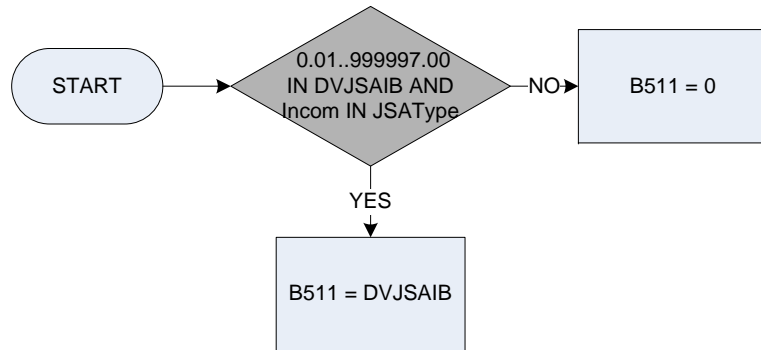 START
0.01..999997.00
IN DVJSAIB AND
Incom IN JSAType
NO
B511 = 0
YES
B511 = DVJSAIB